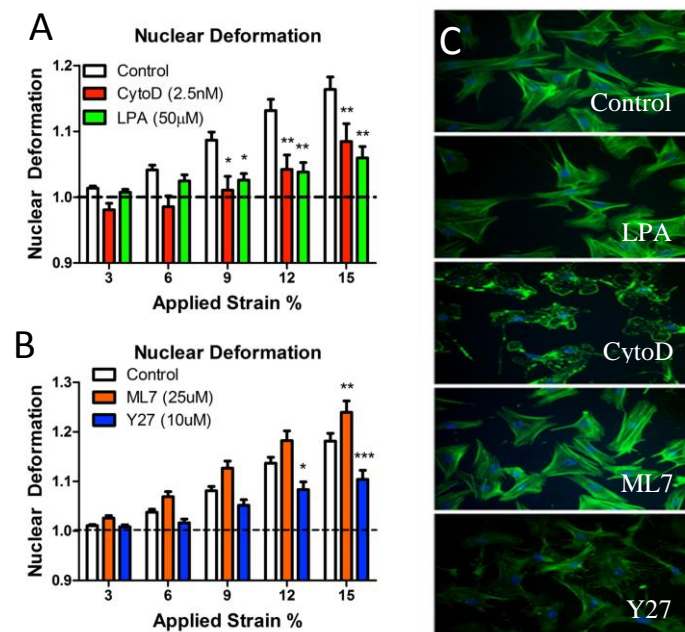 A
Nuclear Deformation
Control
CytoD (2.5nM)
LPA (50μM)
Nuclear Deformation
1.2
1.1
1.0
0.9
* *
** **
** **
3 6 9 12 15
Applied Strain %
B
Nuclear Deformation
Control
ML7 (25uM)
Y27 (10uM)
Nuclear Deformation
1.3
1.2
1.1
1.0
0.9
*
**
***
3 6 9 12 15
Applied Strain %
C
Control
LPA
CytoD
ML7
Y27